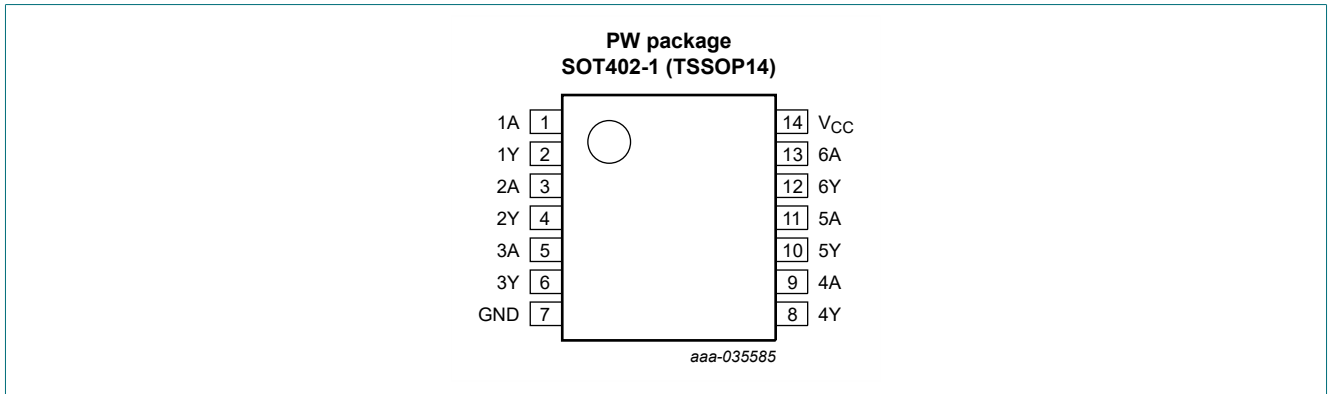 PW package
SOT402-1 (TSSOP14)
1A 1 14 VCC
1Y 2 13 6A
2A 3 12 6Y
2Y 4 11 5A
3A 5 10 5Y
3Y 6 9 4A
GND 7 8 4Y
aaa-035585